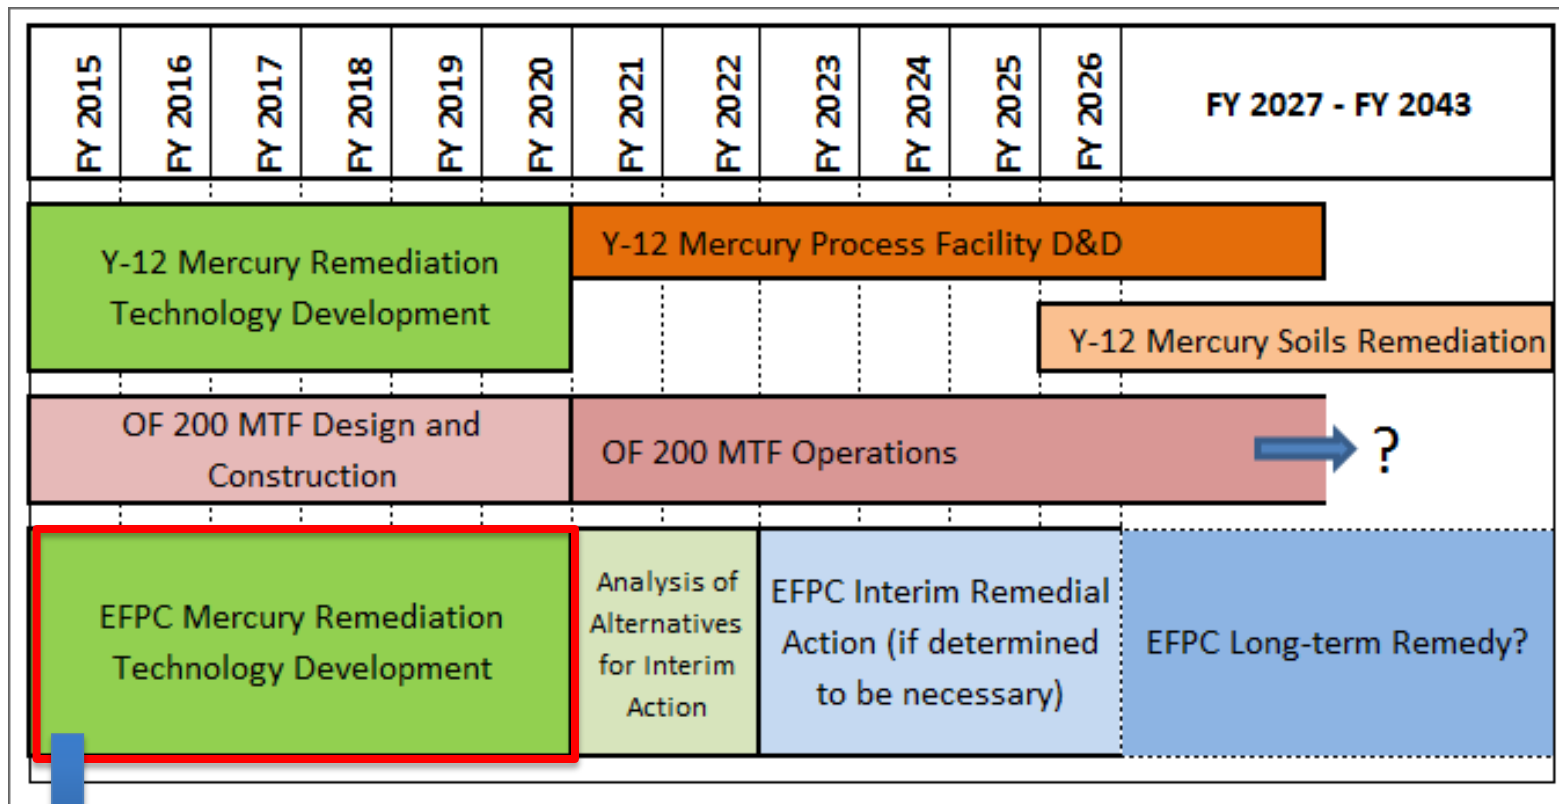 FY 2015
FY 2016
FY 2017
FY 2018
FY 2019
FY 2020
FY 2021
FY 2022
FY 2023
FY 2024
FY 2025
FY 2026
FY 2027 - FY 2043
Y-12 Mercury Remediation
Technology Development
Y-12 Mercury Process Facility D&D
Y-12 Mercury Soils Remediation
OF 200 MTF Design and
Construction
OF 200 MTF Operations
?
EFPC Mercury Remediation
Technology Development
Analysis of
Alternatives
for Interim
Action
EFPC Interim Remedial
Action (if determined
to be necessary)
EFPC Long-term Remedy?